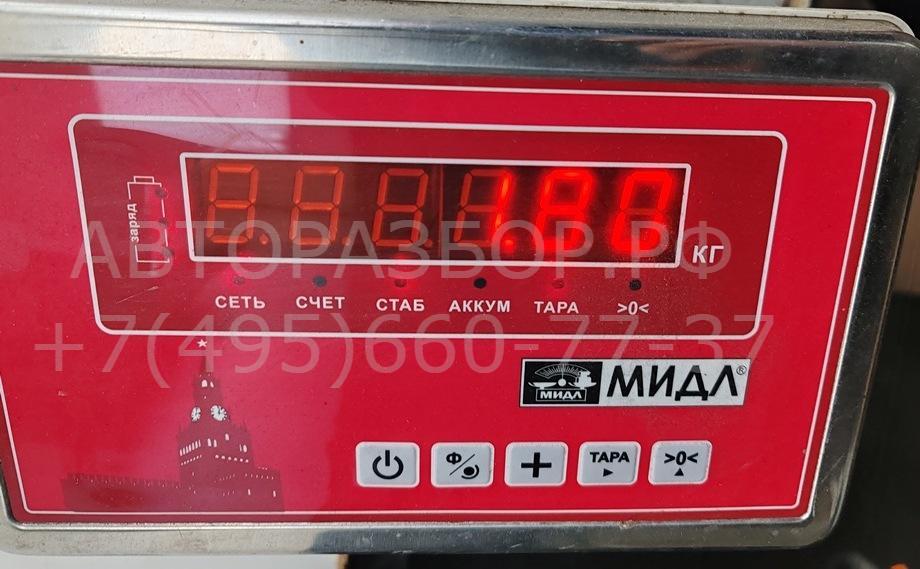 1.80
заряд
АВТОРАЗБОР.РФ
КГ
СЕТЬ СЧЕТ СТАБ АККУМ ТАРА >0<
+7(495)660-77-37
МИДЛ МИДЛ®
Ф ТАРА >0<